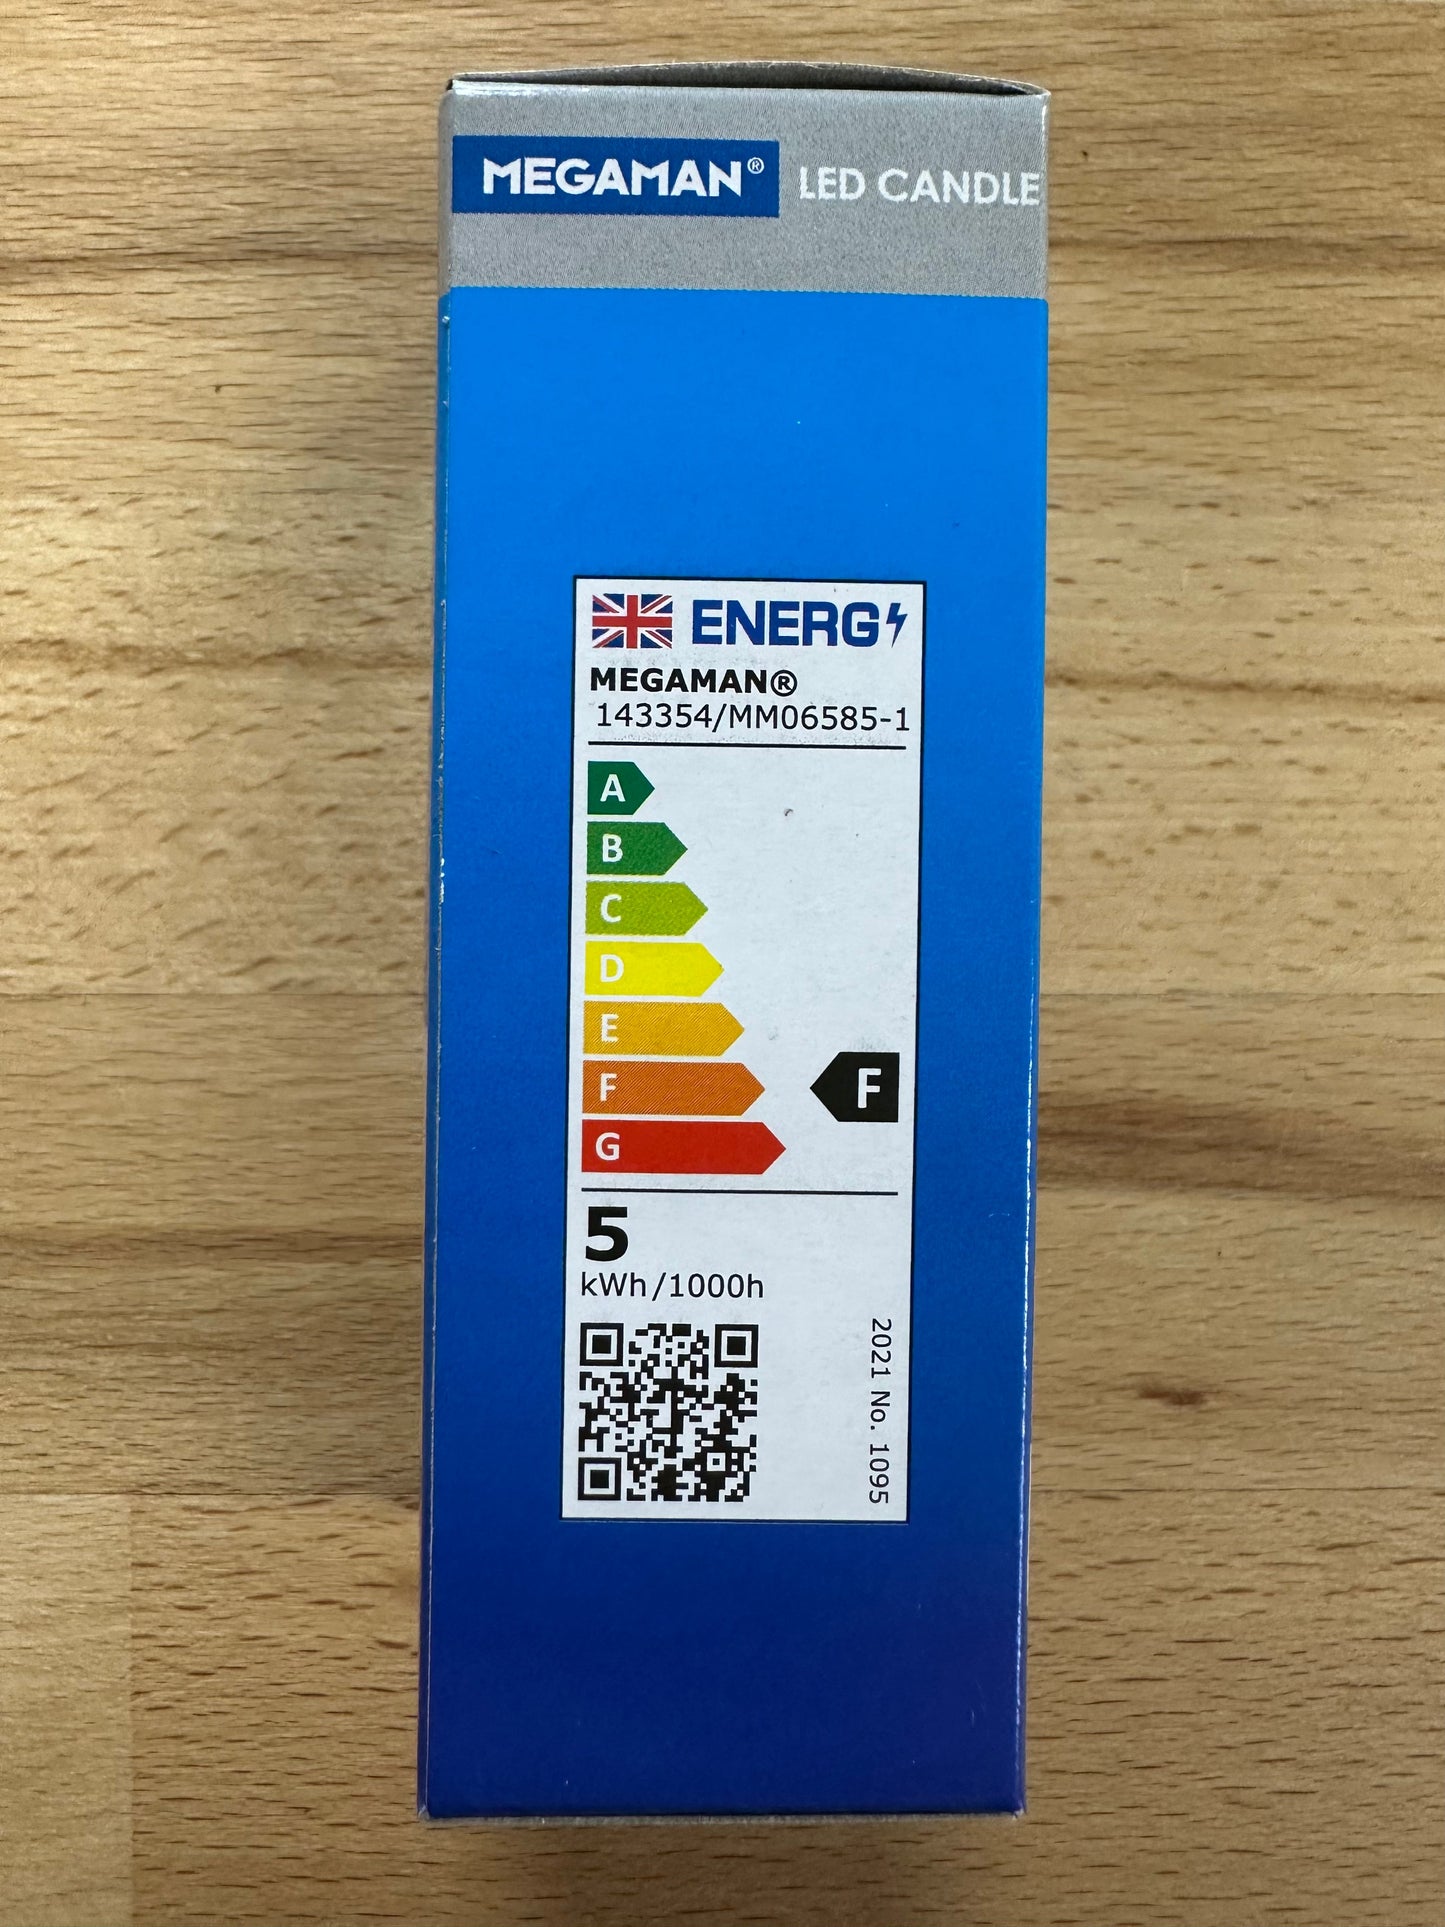 MEGAMAN® LED CANDLE
ENERG
MEGAMAN®
143354/MM06585-1
A
B
C
D
E
F
F
G
5
kWh/1000h
2021 No. 1095